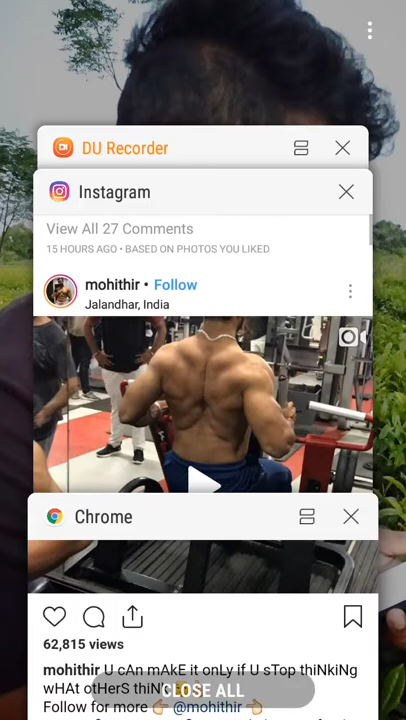 DU Recorder
Instagram
View All 27 Comments
15 HOURS AGO • BASED ON PHOTOS YOU LIKED
mohithir • Follow
Jalandhar, India
Chrome
62,815 views
mohithir U cAn mAkE it onLy if U sTop thiNkiNg
wHAt otHerS thiNk
CLOSE ALL
Follow for more 👉 @mohithir 👈